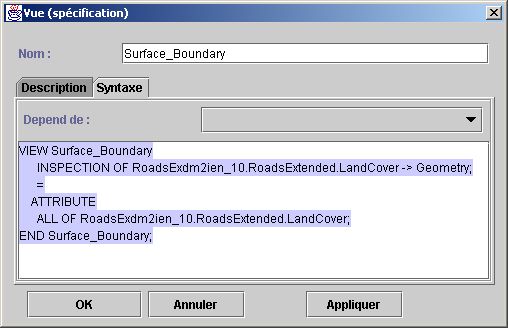 Vue (spécification)
Nom :
Surface_Boundary
Description
Syntaxe
Depend de :
VIEW Surface_Boundary
INSPECTION OF RoadsExdm2ien_10.RoadsExtended.LandCover -> Geometry;
=
ATTRIBUTE
ALL OF RoadsExdm2ien_10.RoadsExtended.LandCover;
END Surface_Boundary;
OK
Annuler
Appliquer